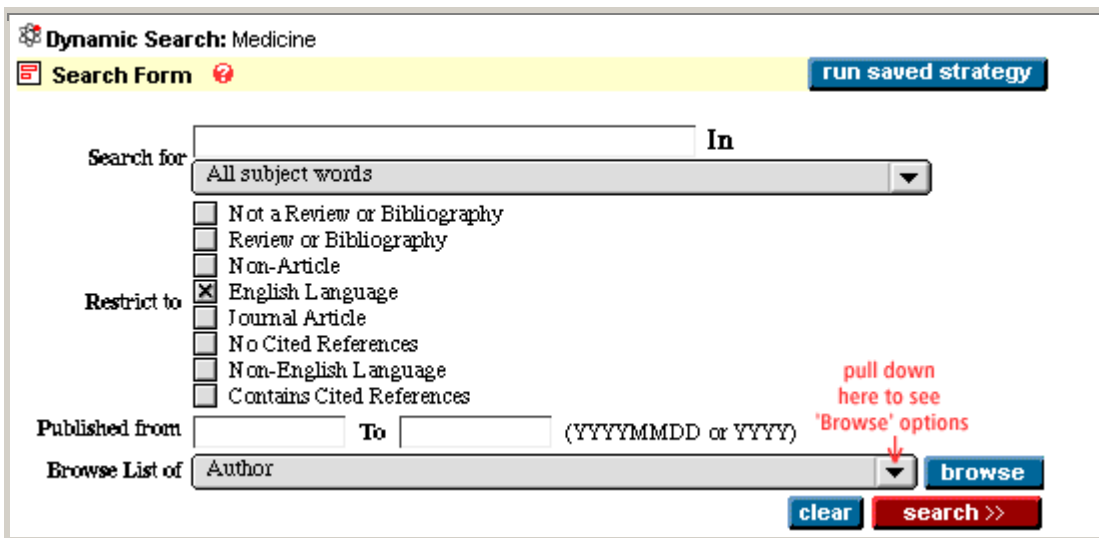 Dynamic Search: Medicine
Search Form ? run saved strategy
Search for In
All subject words
Not a Review or Bibliography
Review or Bibliography
Non-Article
Restrict to English Language
Journal Article
No Cited References
Non-English Language
Contains Cited References
pull down
here to see
'Browse' options
Published from To (YYYYMMDD or YYYY)
Browse List of Author browse
clear search >>